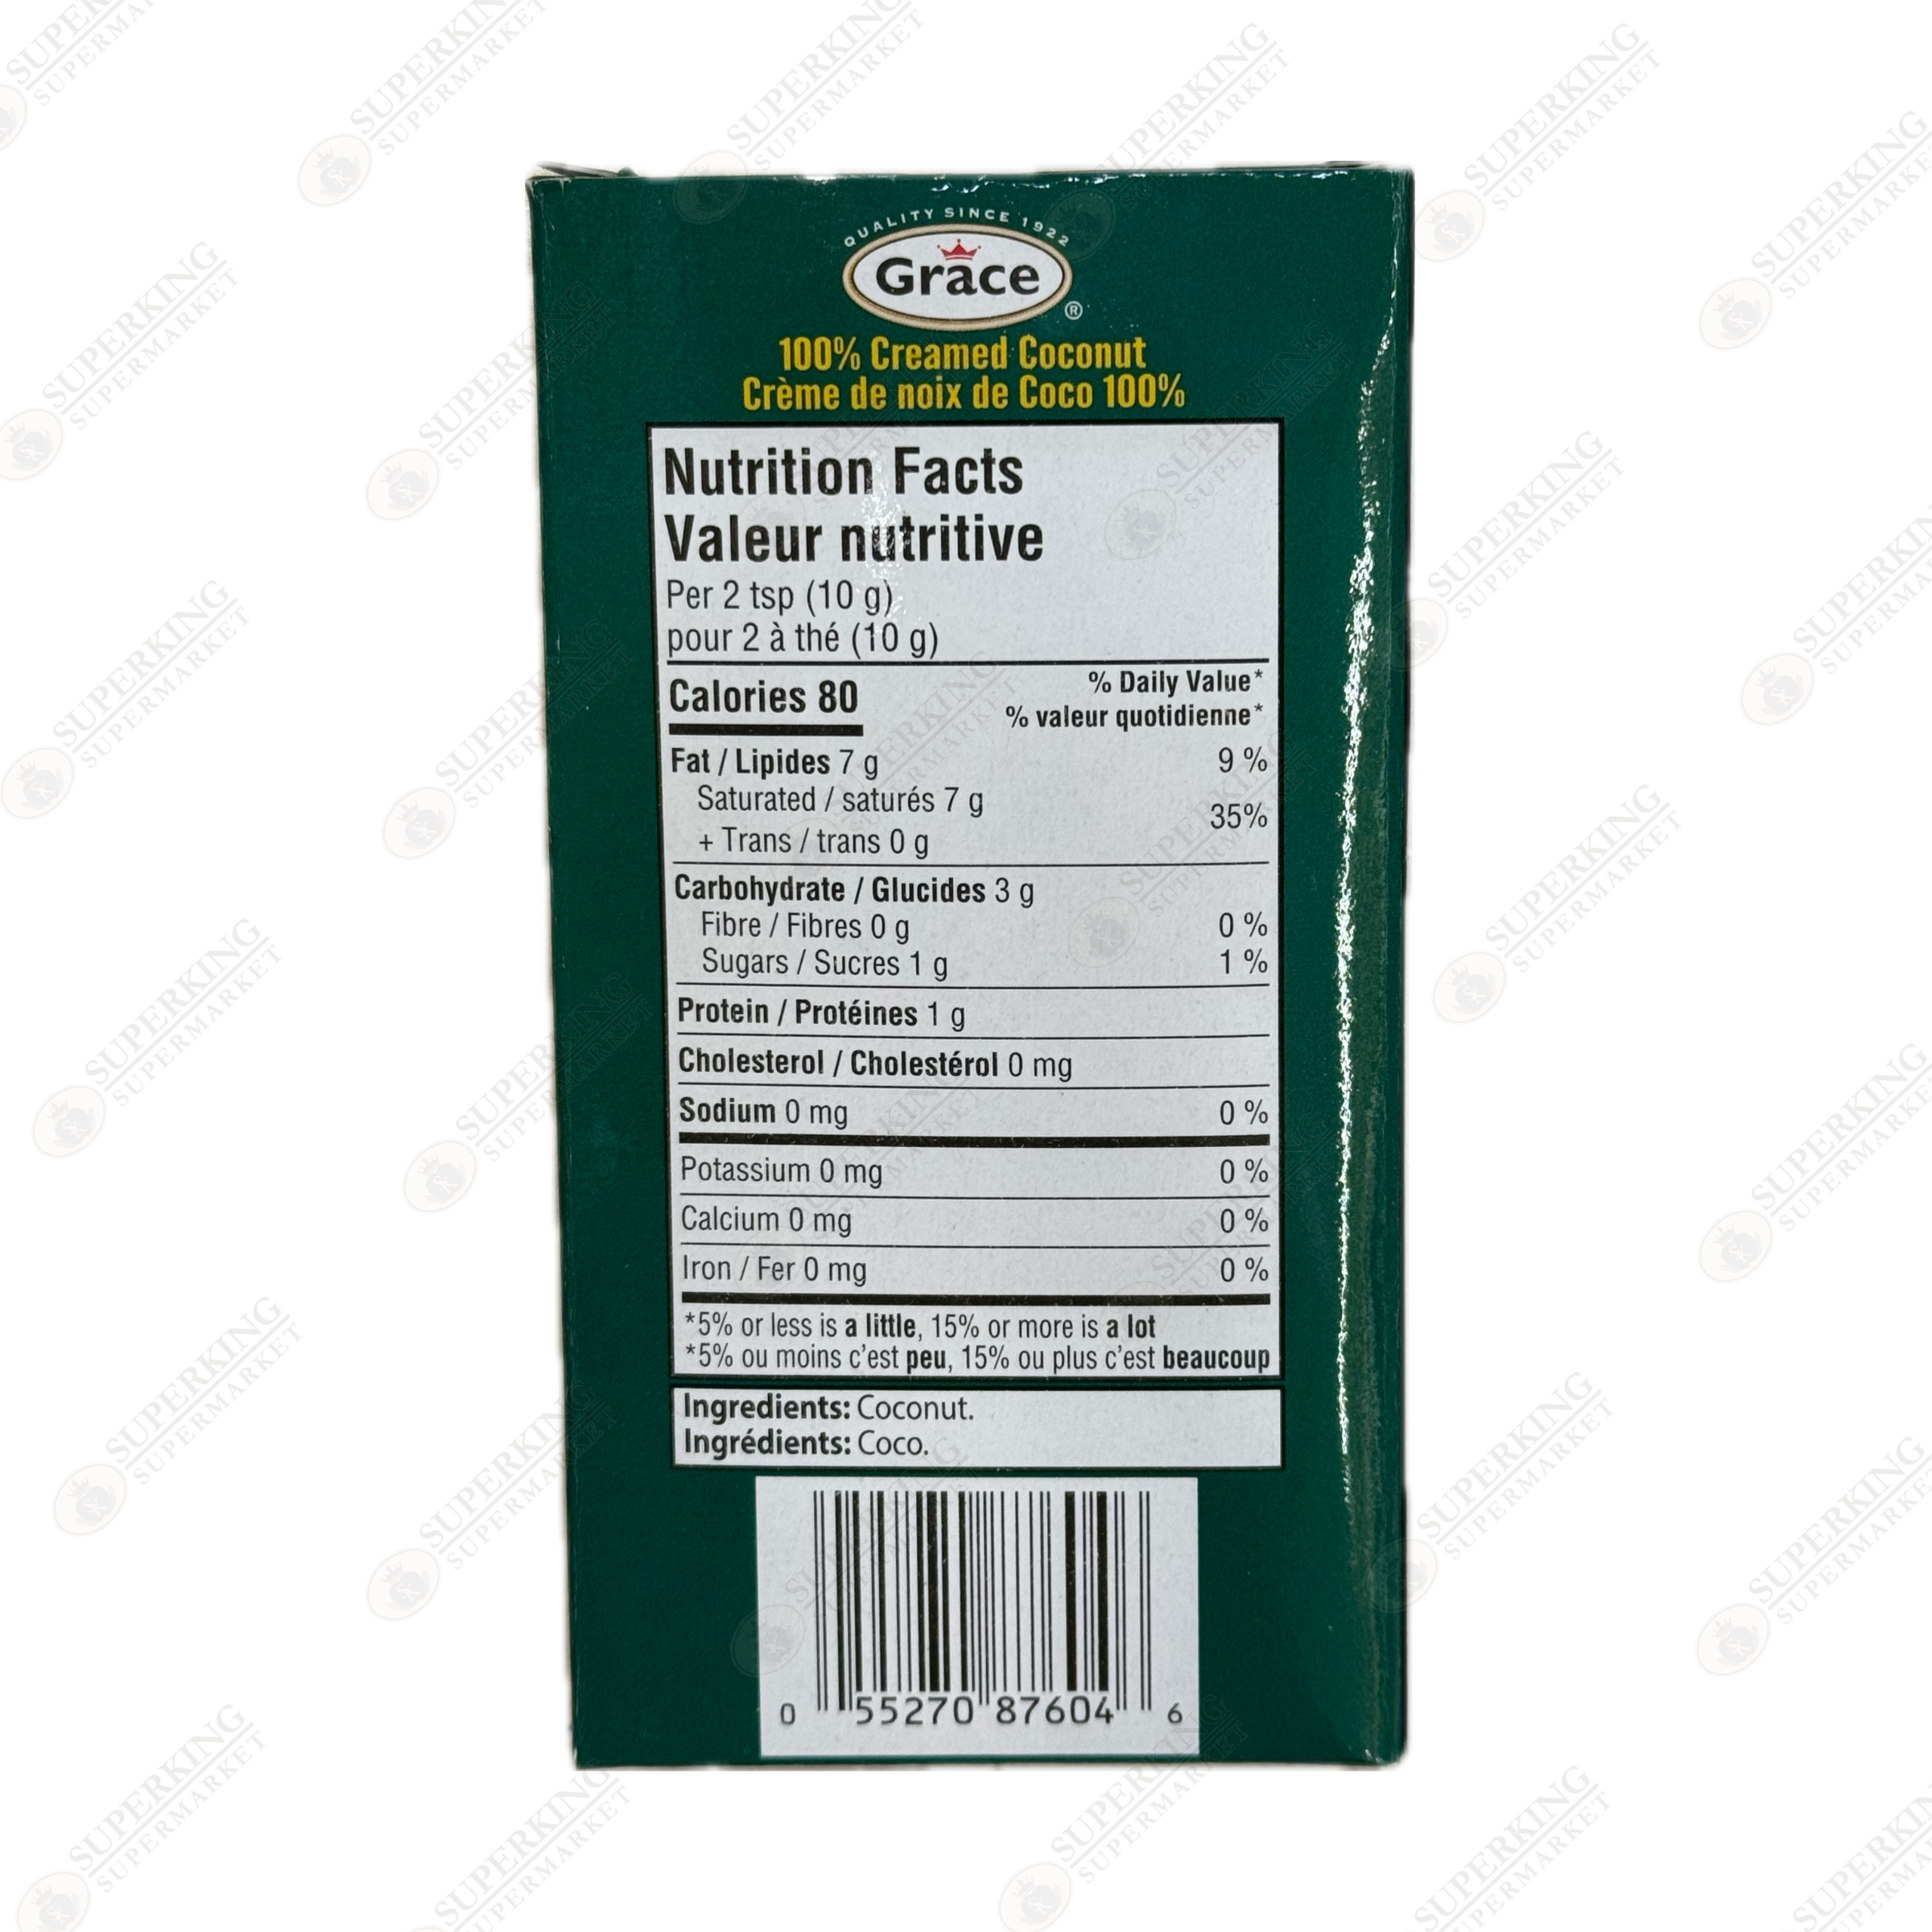 QUALITY SINCE 1922
Grace®
100% Creamed Coconut
Crème de noix de Coco 100%
Nutrition Facts
Valeur nutritive
Per 2 tsp (10 g)
pour 2 à thé (10 g)
Calories 80
% Daily Value*
% valeur quotidienne*
Fat / Lipides 7 g 9 %
Saturated / saturés 7 g
+ Trans / trans 0 g
35%
Carbohydrate / Glucides 3 g
Fibre / Fibres 0 g 0 %
Sugars / Sucres 1 g 1 %
Protein / Protéines 1 g
Cholesterol / Cholestérol 0 mg
Sodium 0 mg 0 %
Potassium 0 mg 0 %
Calcium 0 mg 0 %
Iron / Fer 0 mg 0 %
*5% or less is a little, 15% or more is a lot
*5% ou moins c'est peu, 15% ou plus c'est beaucoup
Ingredients: Coconut.
Ingrédients: Coco.
0 55270 87604 6
SUPERKING
SUPERMARKET